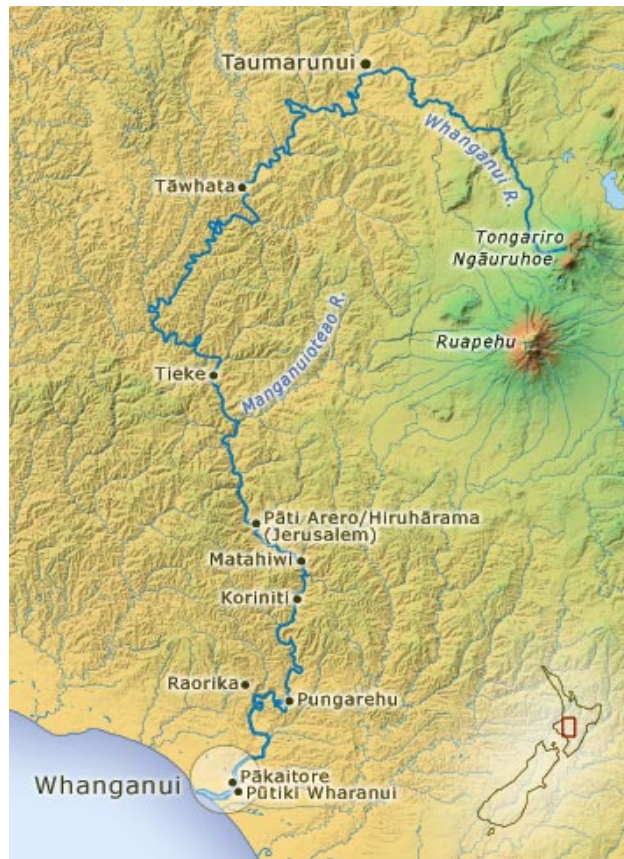 Taumarunui
Whanganui R.
Tāwhata
Tongariro
Ngāuruhoe
Ruapehu
Manganuioteao R.
Tieke
Pāti Arero/Hiruhārama
(Jerusalem)
Matahiwi
Koriniti
Raorika
Pungarehu
Whanganui
Pākaitore
Pūtiki Wharanui